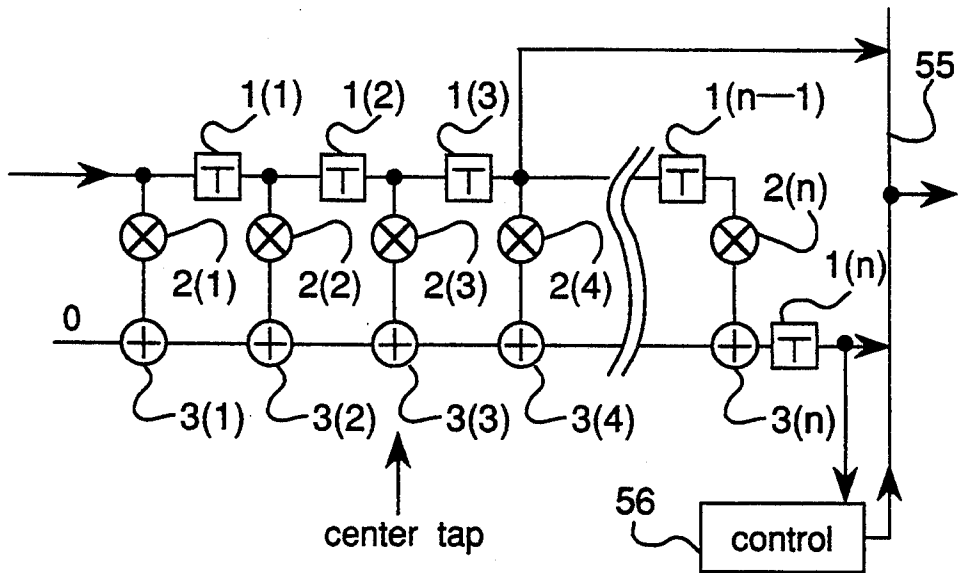 55
1(1) 1(2) 1(3) 1(n—1)
T T T T
2(n)
2(1) 2(2) 2(3) 2(4)
1(n)
0
T
3(1) 3(2) 3(3) 3(4) 3(n)
56
center tap
control